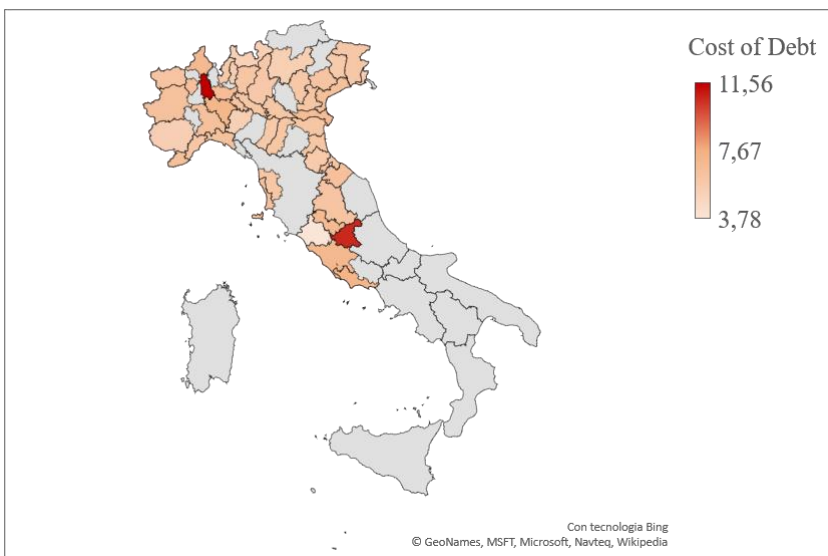 Cost of Debt
11,56
7,67
3,78
Con tecnologia Bing
© GeoNames, MSFT, Microsoft, Navteq, Wikipedia